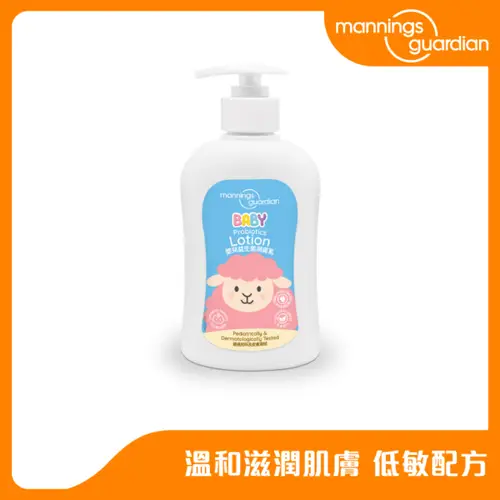 mannings
guardian
mannings
guardian
BABY
Probiotics
Lotion
嬰兒益生菌潤膚乳
Pediatrically &
Dermatologically Tested
溫和滋潤肌膚 低敏配方